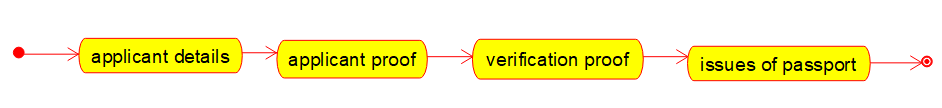 applicant details
applicant proof
verification proof
issues of passport